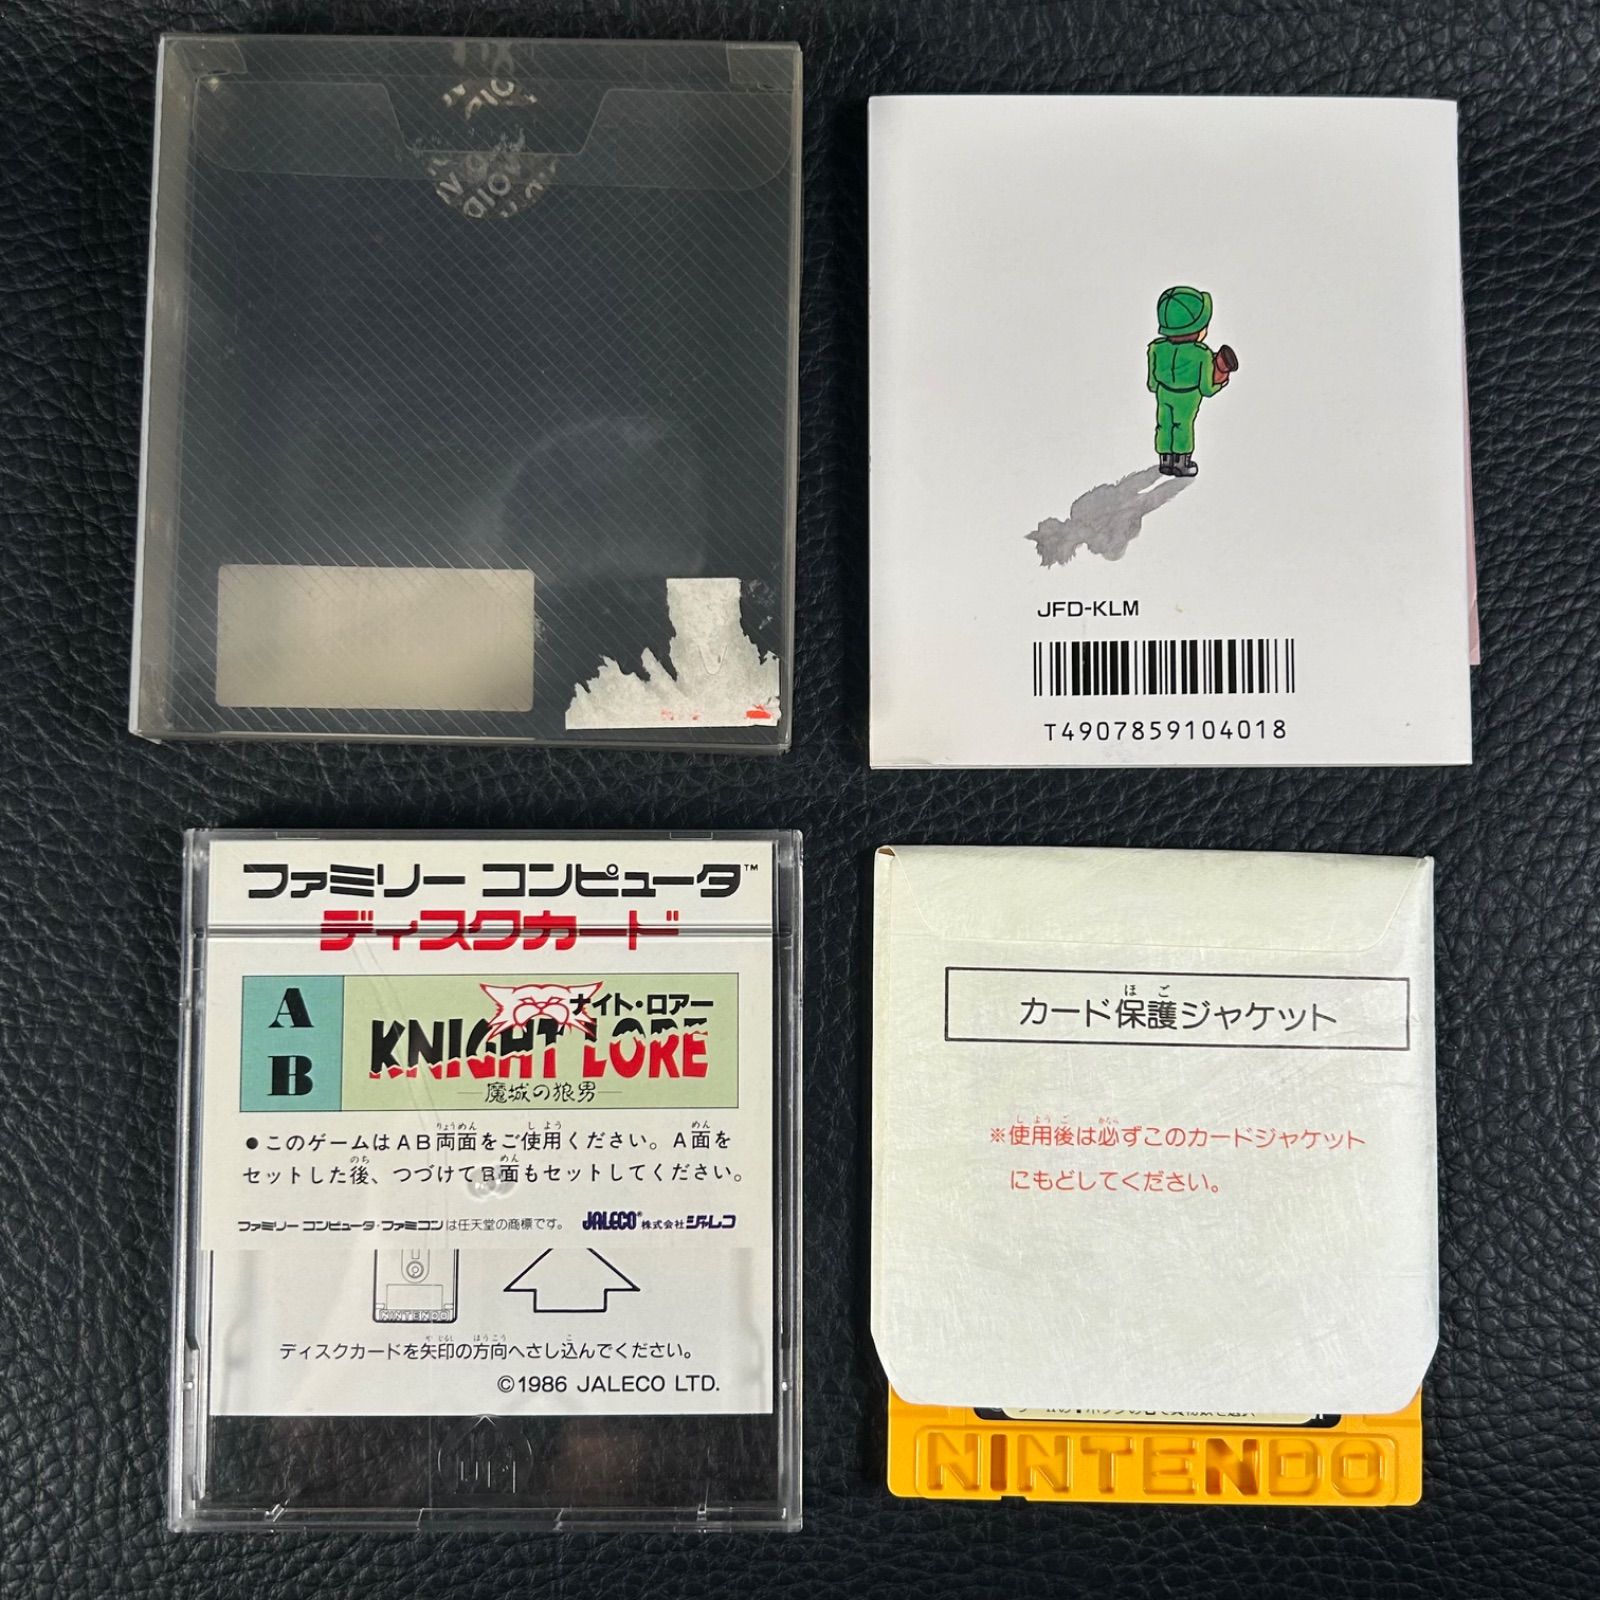 JFD-KLM
T4907859104018
ファミリー コンピュータ™
ディスクカード
A
B
ナイト・ロアー
KNIGHT LORE
魔城の狼男
●このゲームはAB両面をご使用ください。A面を
セットした後、つづけてB面もセットしてください。
ファミリー コンピュータ・ファミコンは任天堂の商標です。 JALECO® 株式会社ジャレコ
NINTENDO
ディスクカードを矢印の方向へさし込んでください。
©1986 JALECO LTD.
UP
カード保護ジャケット
※使用後は必ずこのカードジャケット
にもどしてください。
NINTENDO